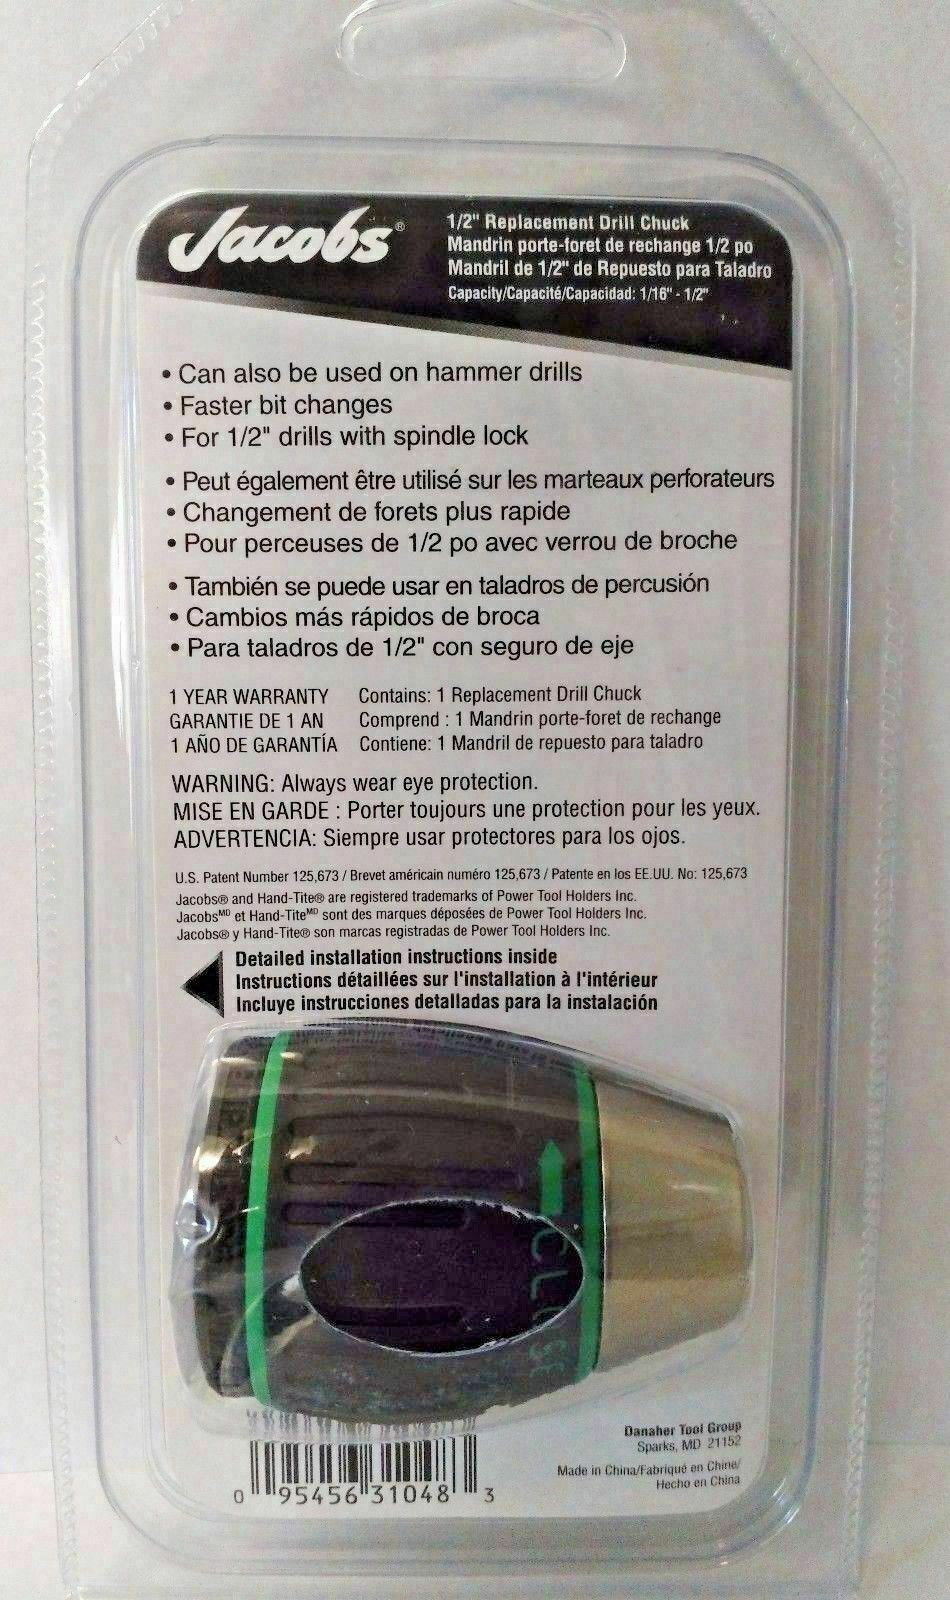 Jacobs®
1/2" Replacement Drill Chuck
Mandrin porte-foret de rechange 1/2 po
Mandril de 1/2" de Repuesto para Taladro
Capacity/Capacité/Capacidad: 1/16" - 1/2"
• Can also be used on hammer drills
• Faster bit changes
• For 1/2" drills with spindle lock
• Peut également être utilisé sur les marteaux perforateurs
• Changement de forets plus rapide
• Pour perceuses de 1/2 po avec verrou de broche
• También se puede usar en taladros de percusión
• Cambios más rápidos de broca
• Para taladros de 1/2" con seguro de eje
1 YEAR WARRANTY Contains: 1 Replacement Drill Chuck
GARANTIE DE 1 AN Comprend : 1 Mandrin porte-foret de rechange
1 AÑO DE GARANTÍA Contiene: 1 Mandril de repuesto para taladro
WARNING: Always wear eye protection.
MISE EN GARDE : Porter toujours une protection pour les yeux.
ADVERTENCIA: Siempre usar protectores para los ojos.
U.S. Patent Number 125,673 / Brevet américain numéro 125,673 / Patente en los EE.UU. No: 125,673
Jacobs® and Hand-Tite® are registered trademarks of Power Tool Holders Inc.
Jacobsᴹᴰ et Hand-Titeᴹᴰ sont des marques déposées de Power Tool Holders Inc.
Jacobs® y Hand-Tite® son marcas registradas de Power Tool Holders Inc.
Detailed installation instructions inside
Instructions détaillées sur l'installation à l'intérieur
Incluye instrucciones detalladas para la instalación
CLOSE
Danaher Tool Group
Sparks, MD 21152
Made in China/Fabriqué en Chine/
Hecho en China
0 95456 31048 3